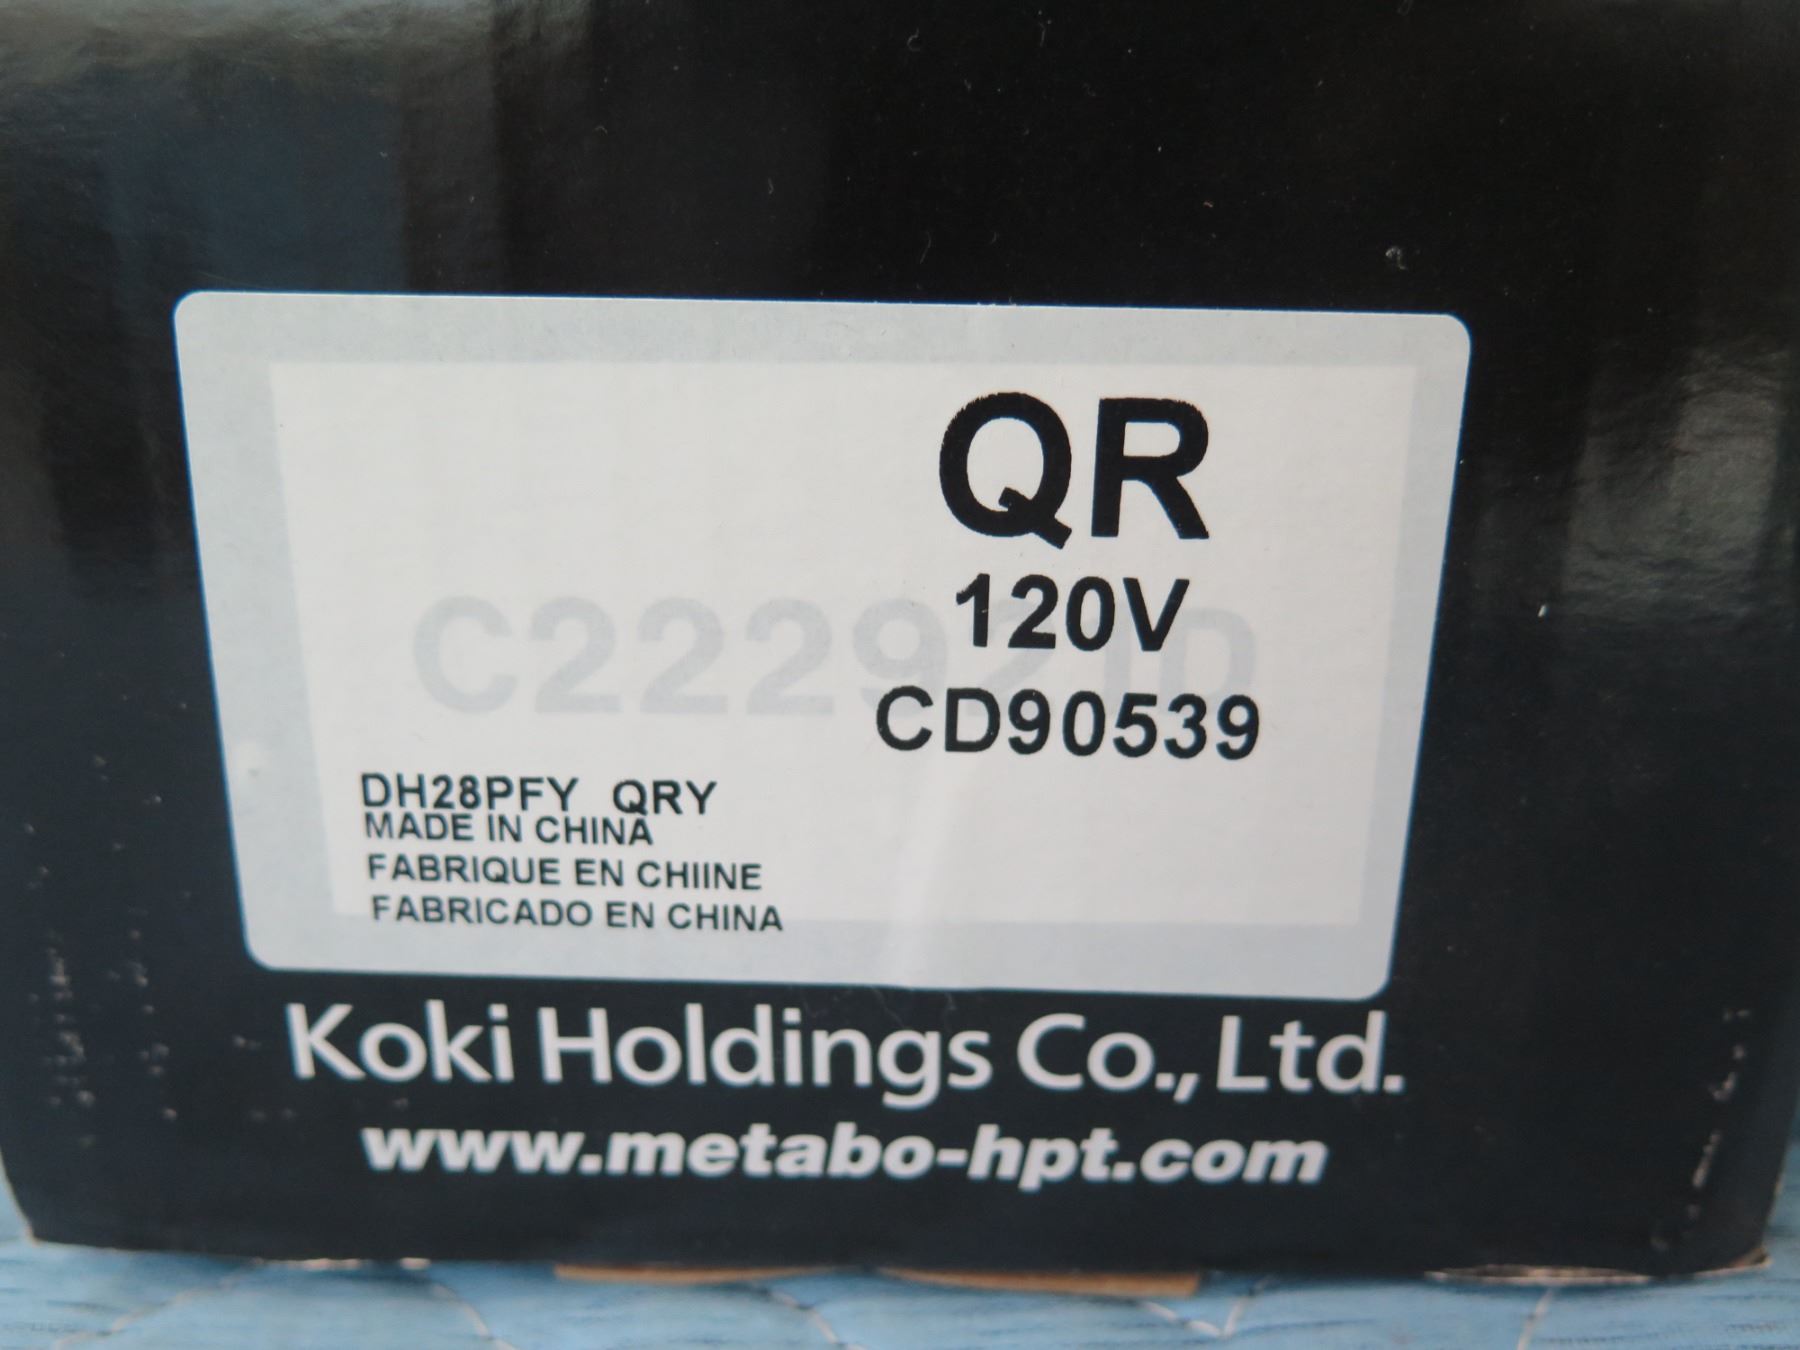 QR
120V
CD90539
DH28PFY QRY
MADE IN CHINA
FABRIQUE EN CHIINE
FABRICADO EN CHINA
Koki Holdings Co., Ltd.
www.metabo-hpt.com